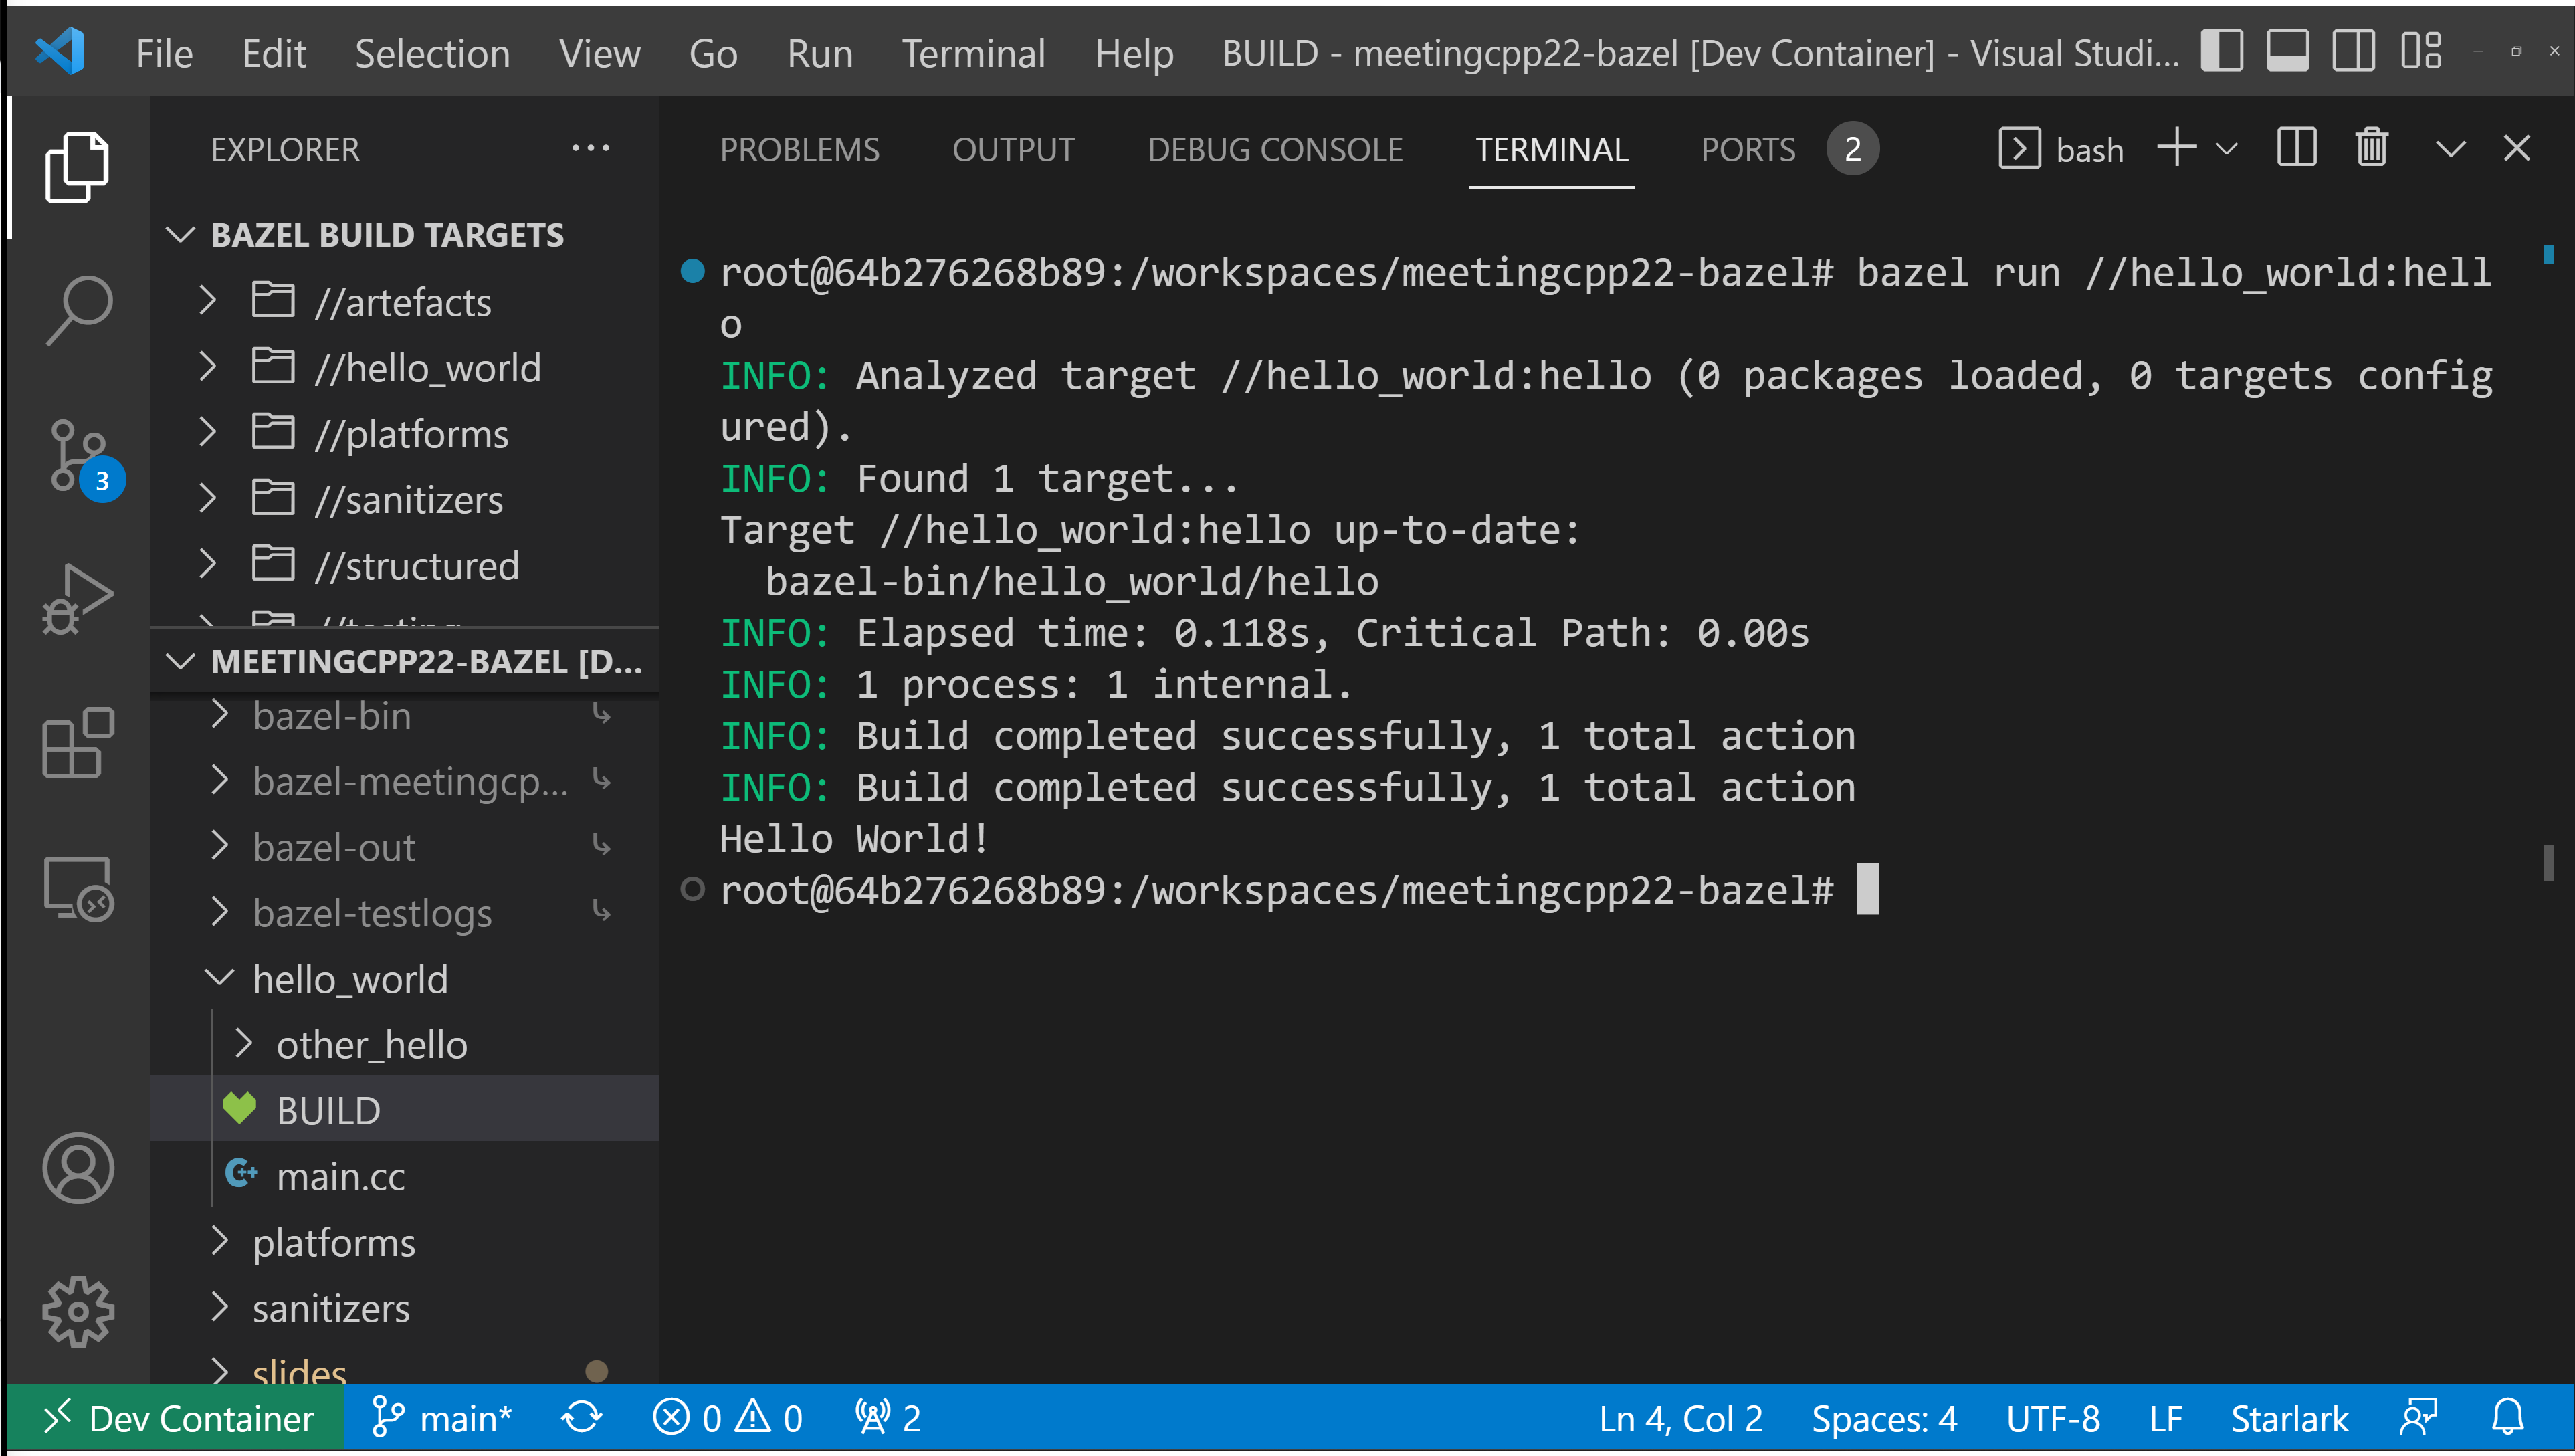 File Edit Selection View Go Run Terminal Help BUILD - meetingcpp22-bazel [Dev Container] - Visual Studi...
EXPLORER
BAZEL BUILD TARGETS
//artefacts
//hello_world
//platforms
//sanitizers
//structured
//testing
MEETINGCPP22-BAZEL [D...
bazel-bin
bazel-meetingcp...
bazel-out
bazel-testlogs
hello_world
other_hello
BUILD
main.cc
platforms
sanitizers
slides
3
PROBLEMS OUTPUT DEBUG CONSOLE TERMINAL PORTS 2 bash
root@64b276268b89:/workspaces/meetingcpp22-bazel# bazel run //hello_world:hell
o
INFO: Analyzed target //hello_world:hello (0 packages loaded, 0 targets config
ured).
INFO: Found 1 target...
Target //hello_world:hello up-to-date:
bazel-bin/hello_world/hello
INFO: Elapsed time: 0.118s, Critical Path: 0.00s
INFO: 1 process: 1 internal.
INFO: Build completed successfully, 1 total action
INFO: Build completed successfully, 1 total action
Hello World!
root@64b276268b89:/workspaces/meetingcpp22-bazel#
Dev Container main* 0 0 2 Ln 4, Col 2 Spaces: 4 UTF-8 LF Starlark